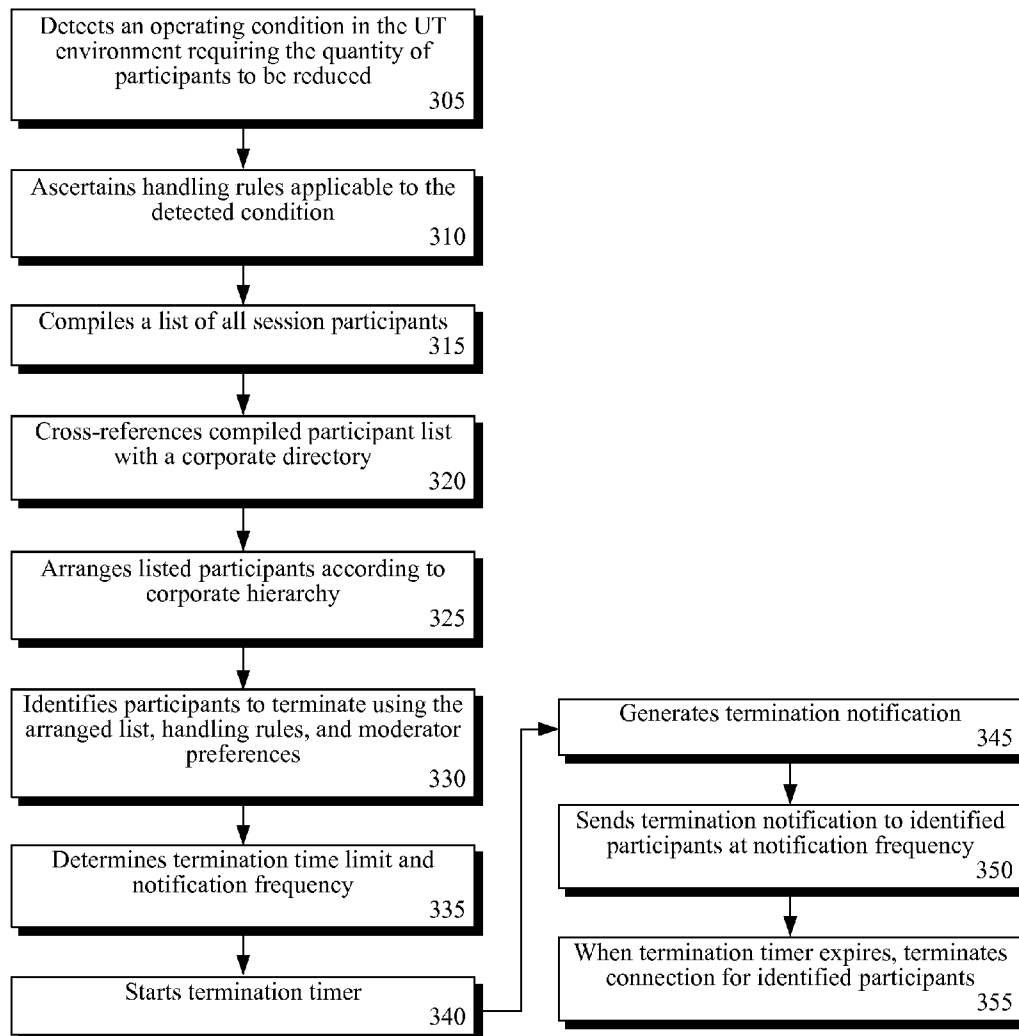 Detects an operating condition in the UT
environment requiring the quantity of
participants to be reduced
305
Ascertains handling rules applicable to the
detected condition
310
Compiles a list of all session participants
315
Cross-references compiled participant list
with a corporate directory
320
Arranges listed participants according to
corporate hierarchy
325
Identifies participants to terminate using the
arranged list, handling rules, and moderator
preferences
330
Determines termination time limit and
notification frequency
335
Starts termination timer
340
Generates termination notification
345
Sends termination notification to identified
participants at notification frequency
350
When termination timer expires, terminates
connection for identified participants
355